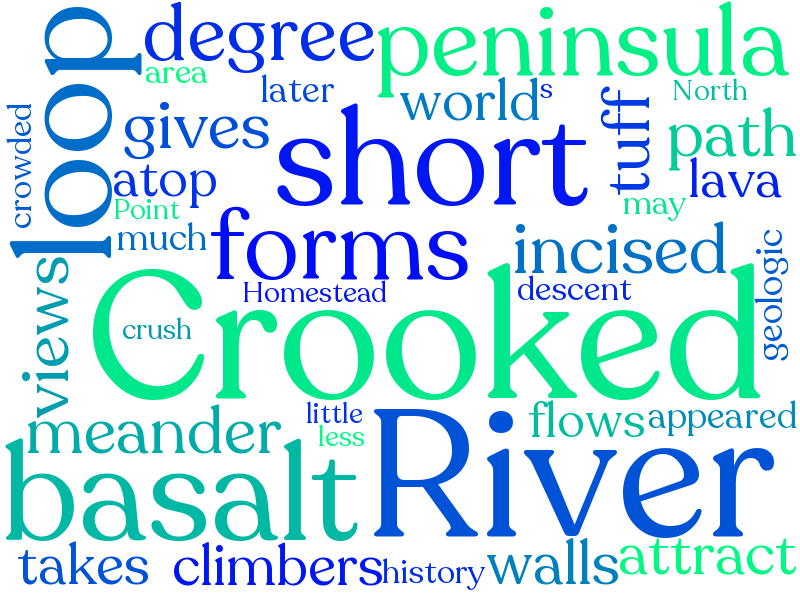 loop
degree
peninsula
area
later
world
s
North
crowded
gives
short
tuff
path
atop
lava
Point
may
much
forms
incised
views
Homestead
descent
geologic
crush
Crooked
little
less
flows
appeared
meander
basalt
River
takes
climbers
history
walls
attract